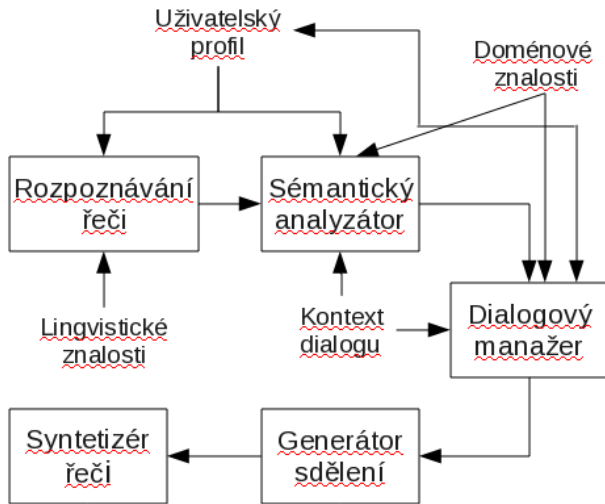 Uživatelský
profil
Doménové
znalosti
Rozpoznávání
řeči
Sémantický
analyzátor
Lingvistické
znalosti
Kontext
dialogu
Dialogový
manažer
Syntetizér
řeči
Generátor
sdělení